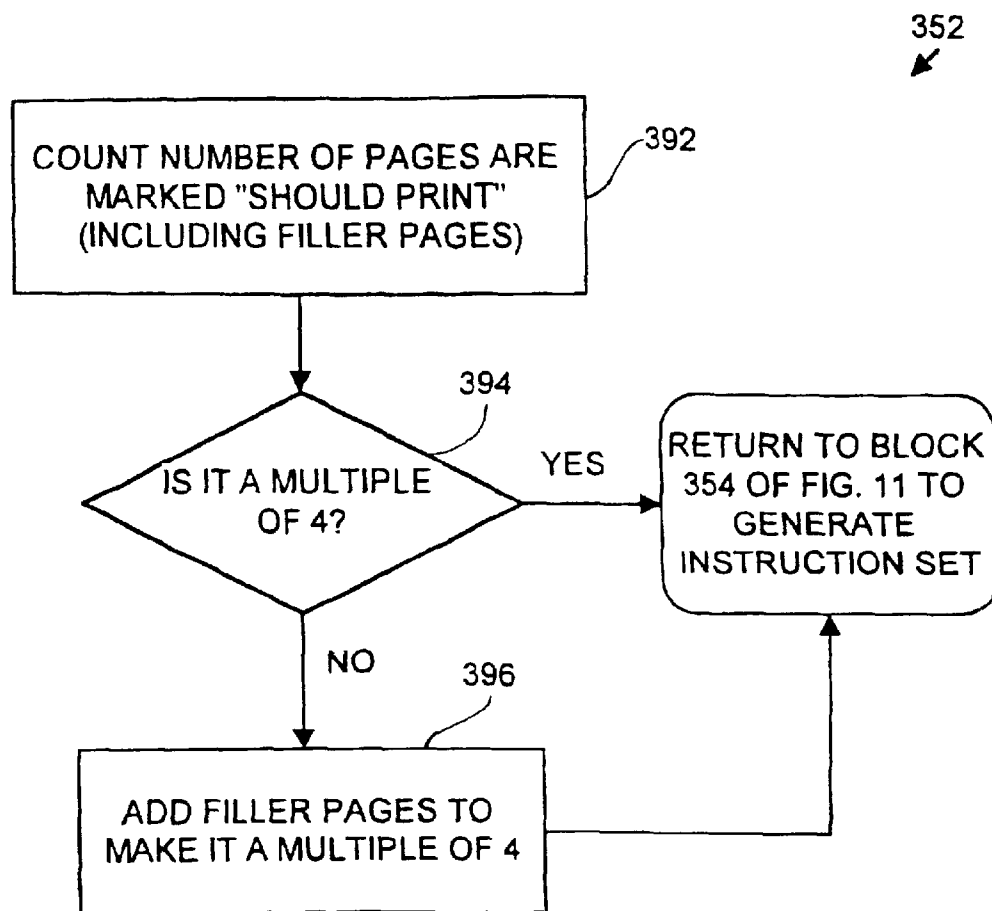 352
COUNT NUMBER OF PAGES ARE
MARKED "SHOULD PRINT"
(INCLUDING FILLER PAGES)
392
394
IS IT A MULTIPLE
OF 4?
YES
RETURN TO BLOCK
354 OF FIG. 11 TO
GENERATE
INSTRUCTION SET
NO
396
ADD FILLER PAGES TO
MAKE IT A MULTIPLE OF 4